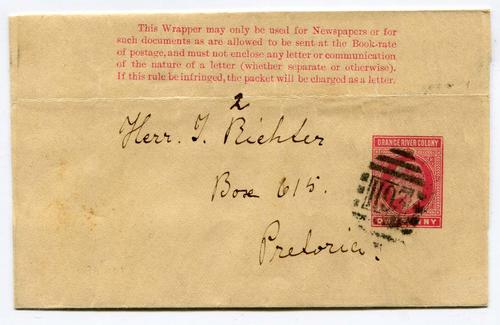 This Wrapper may only be used for Newspapers or for
such documents as are allowed to be sent at the Book-rate
of postage, and must not enclose any letter or communication
of the nature of a letter (whether separate or otherwise).
If this rule be infringed, the packet will be charged as a letter.
2
Herr. J. Richter
Box 615.
Pretoria.
ORANGE RIVER COLONY
ONE PENNY